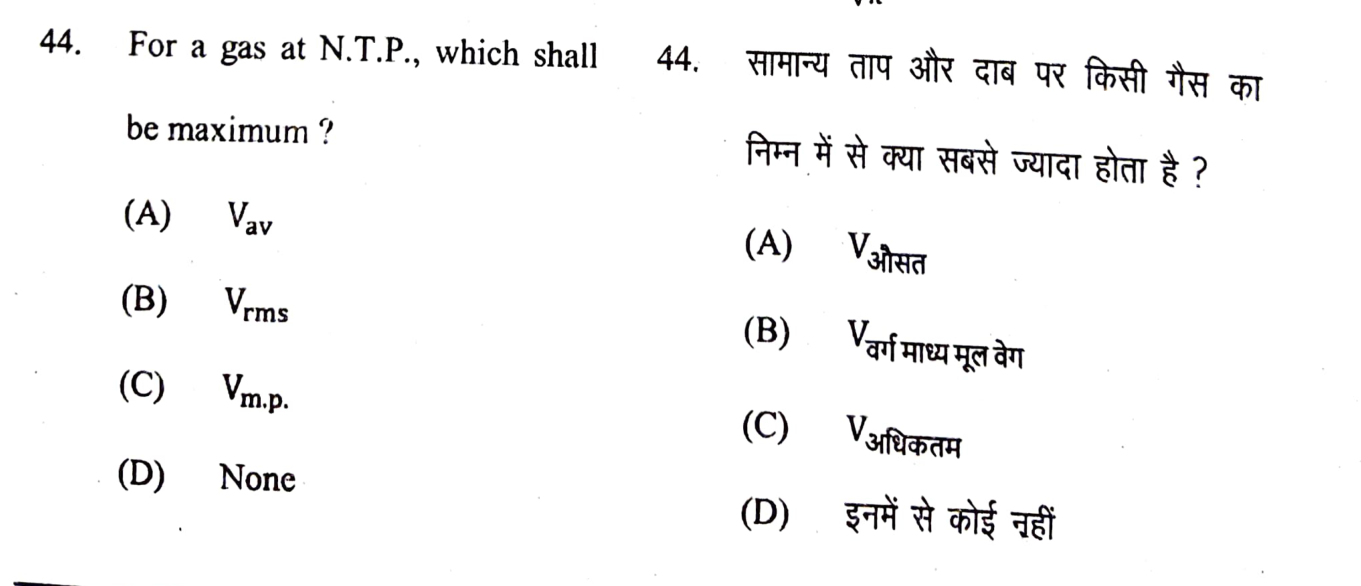 44. For a gas at N.T.P., which shall
be maximum ?
(A) Vav
(B) Vrms
(C) Vm.p.
(D) None
44. सामान्य ताप और दाब पर किसी गैस का
निम्न में से क्या सबसे ज्यादा होता है ?
(A) Vऔसत
(B) Vवर्ग माध्य मूल वेग
(C) Vअधिकतम
(D) इनमें से कोई नहीं